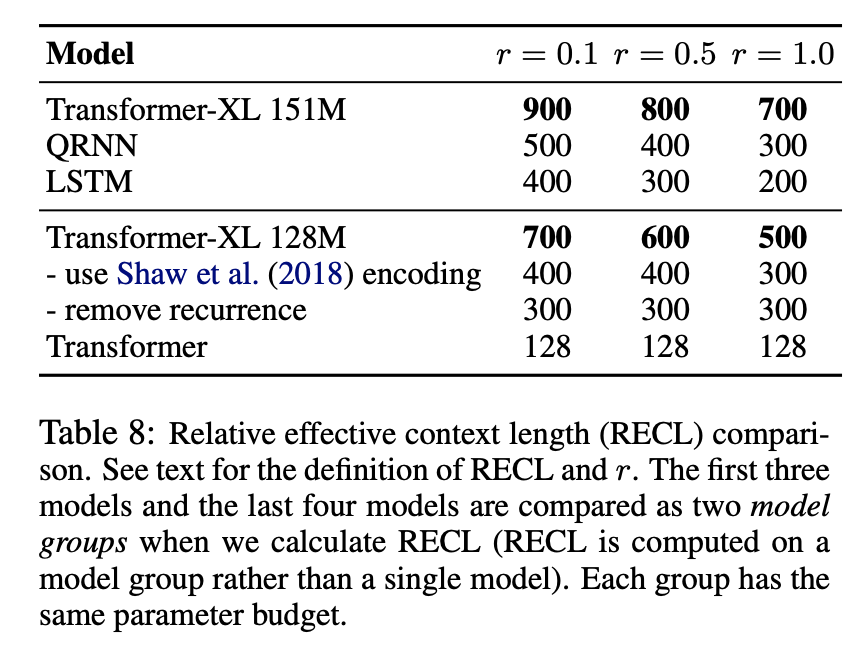 Model r = 0.1 r = 0.5 r = 1.0
Transformer-XL 151M 900 800 700
QRNN 500 400 300
LSTM 400 300 200
Transformer-XL 128M 700 600 500
- use Shaw et al. (2018) encoding 400 400 300
- remove recurrence 300 300 300
Transformer 128 128 128
Table 8: Relative effective context length (RECL) compari-
son. See text for the definition of RECL and r. The first three
models and the last four models are compared as two model
groups when we calculate RECL (RECL is computed on a
model group rather than a single model). Each group has the
same parameter budget.